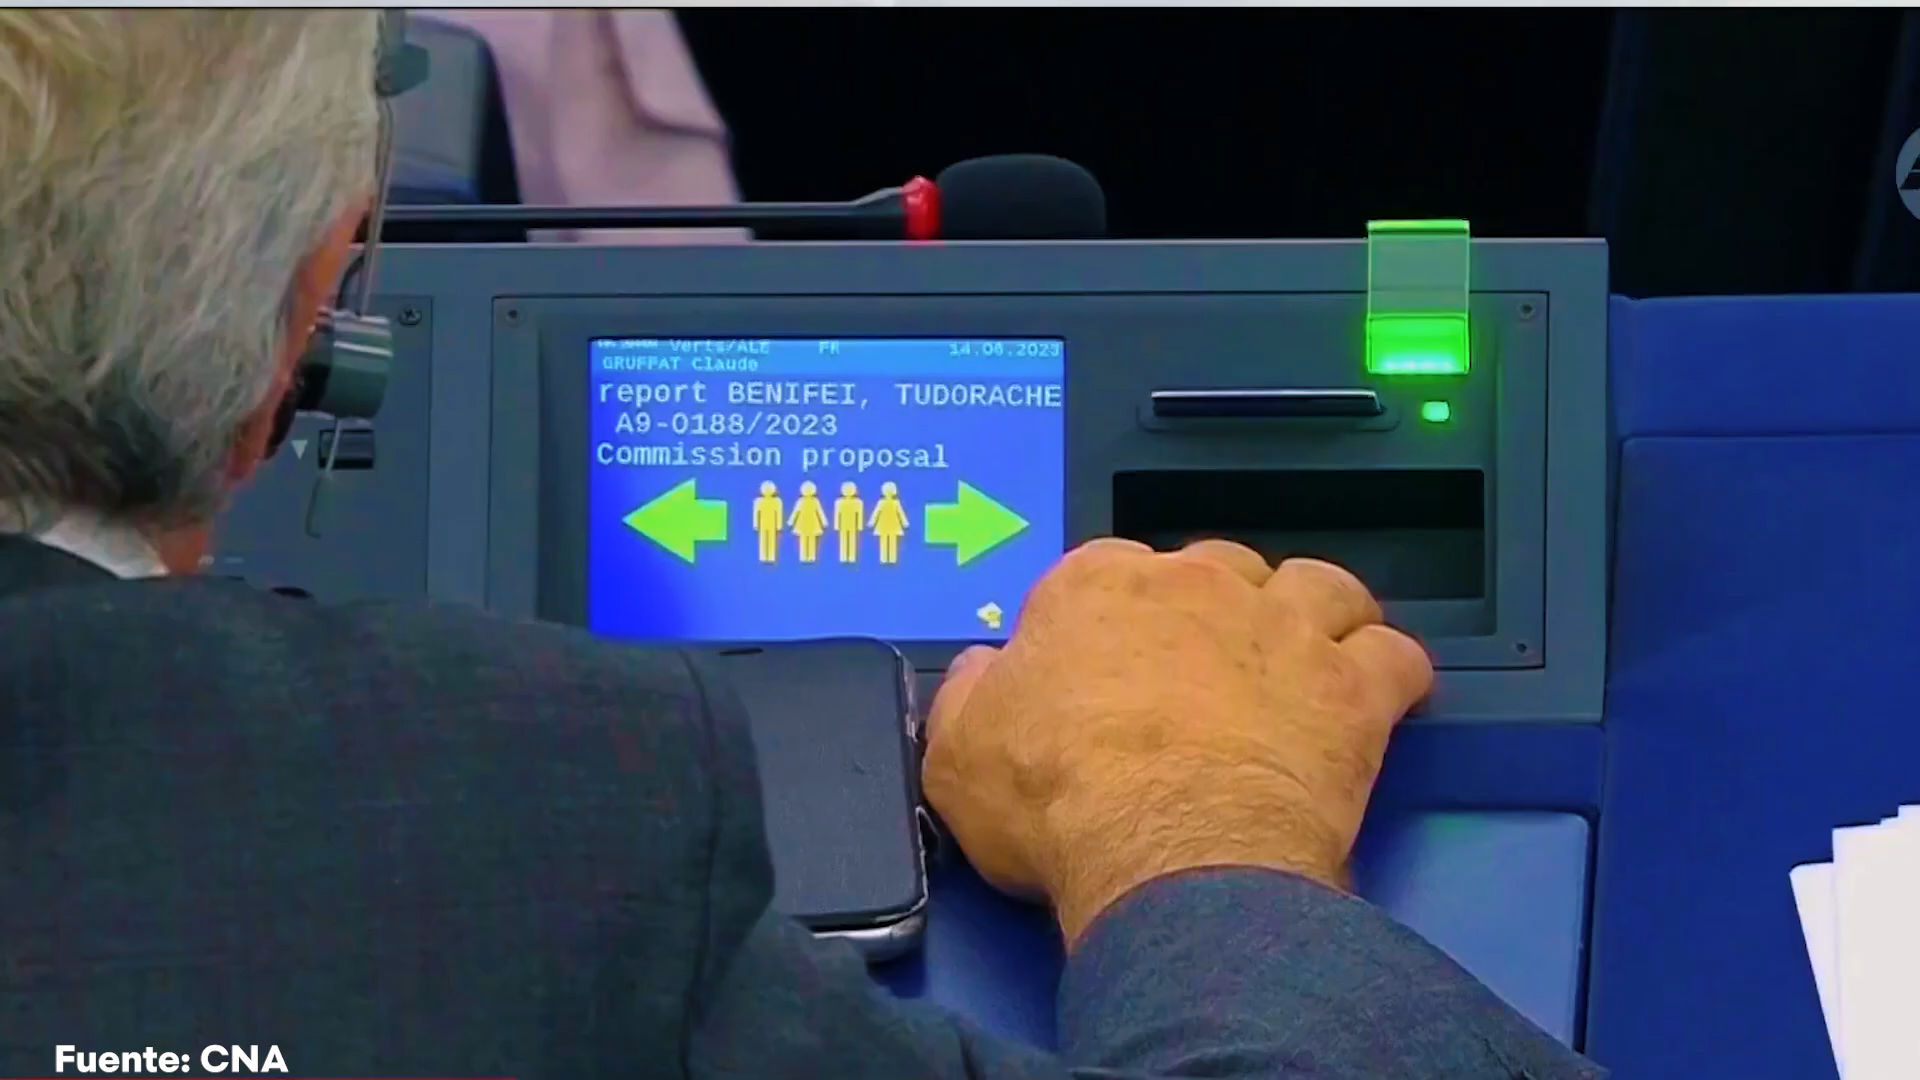 Verts/ALE FR 14.06.2023
GRUFFAT Claude
report BENIFEI, TUDORACHE
A9-0188/2023
Commission proposal
Fuente: CNA